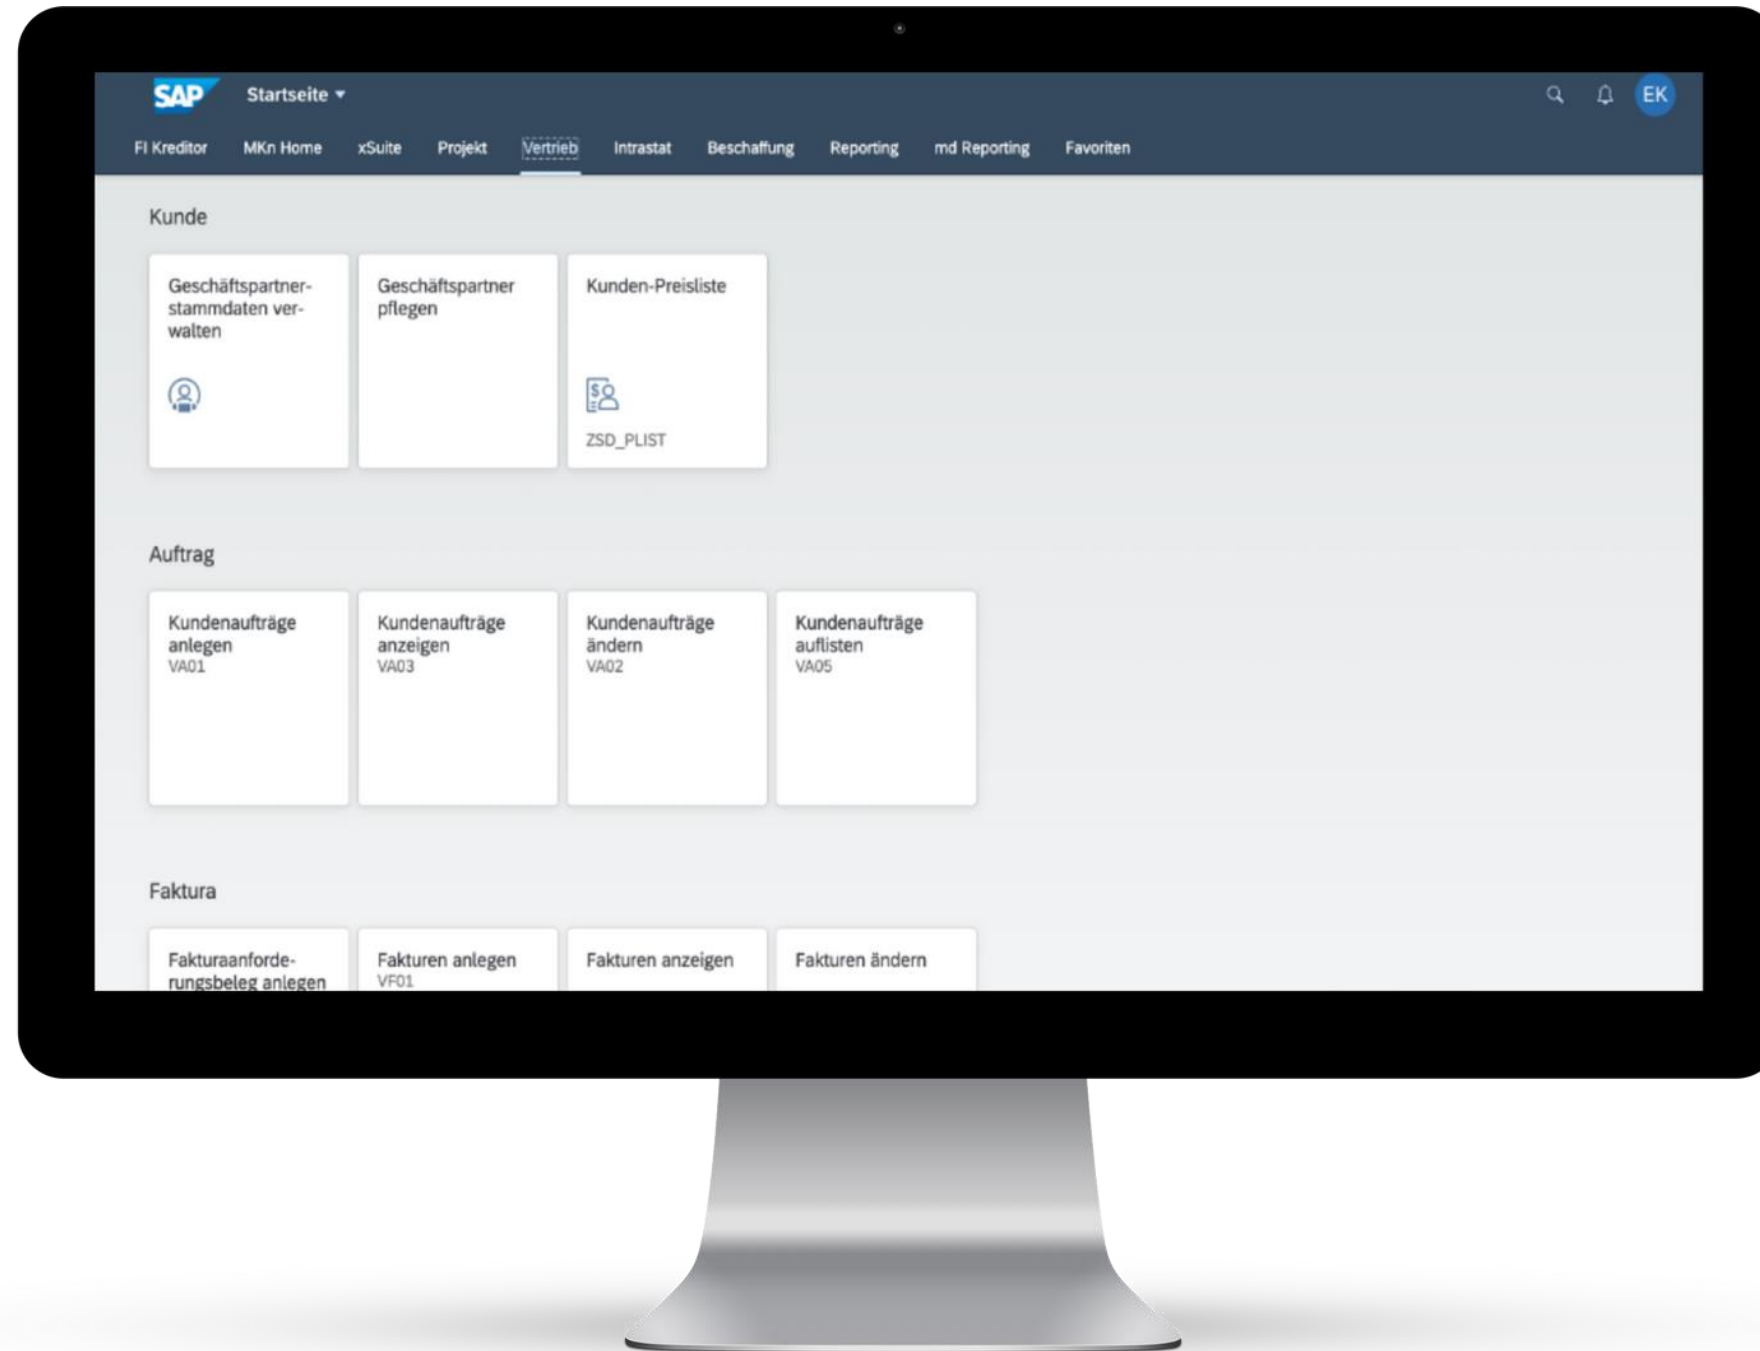 SAP Startseite EK
FI Kreditor MKn Home xSuite Projekt Vertrieb Intrastat Beschaffung Reporting md Reporting Favoriten
Kunde
Geschäftspartner-
stammdaten ver-
walten
Geschäftspartner
pflegen
Kunden-Preisliste
$
ZSD_PLIST
Auftrag
Kundenaufträge
anlegen
VA01
Kundenaufträge
anzeigen
VA03
Kundenaufträge
ändern
VA02
Kundenaufträge
auflisten
VA05
Faktura
Fakturaanforde-
rungsbeleg anlegen
Fakturen anlegen
VF01
Fakturen anzeigen
Fakturen ändern